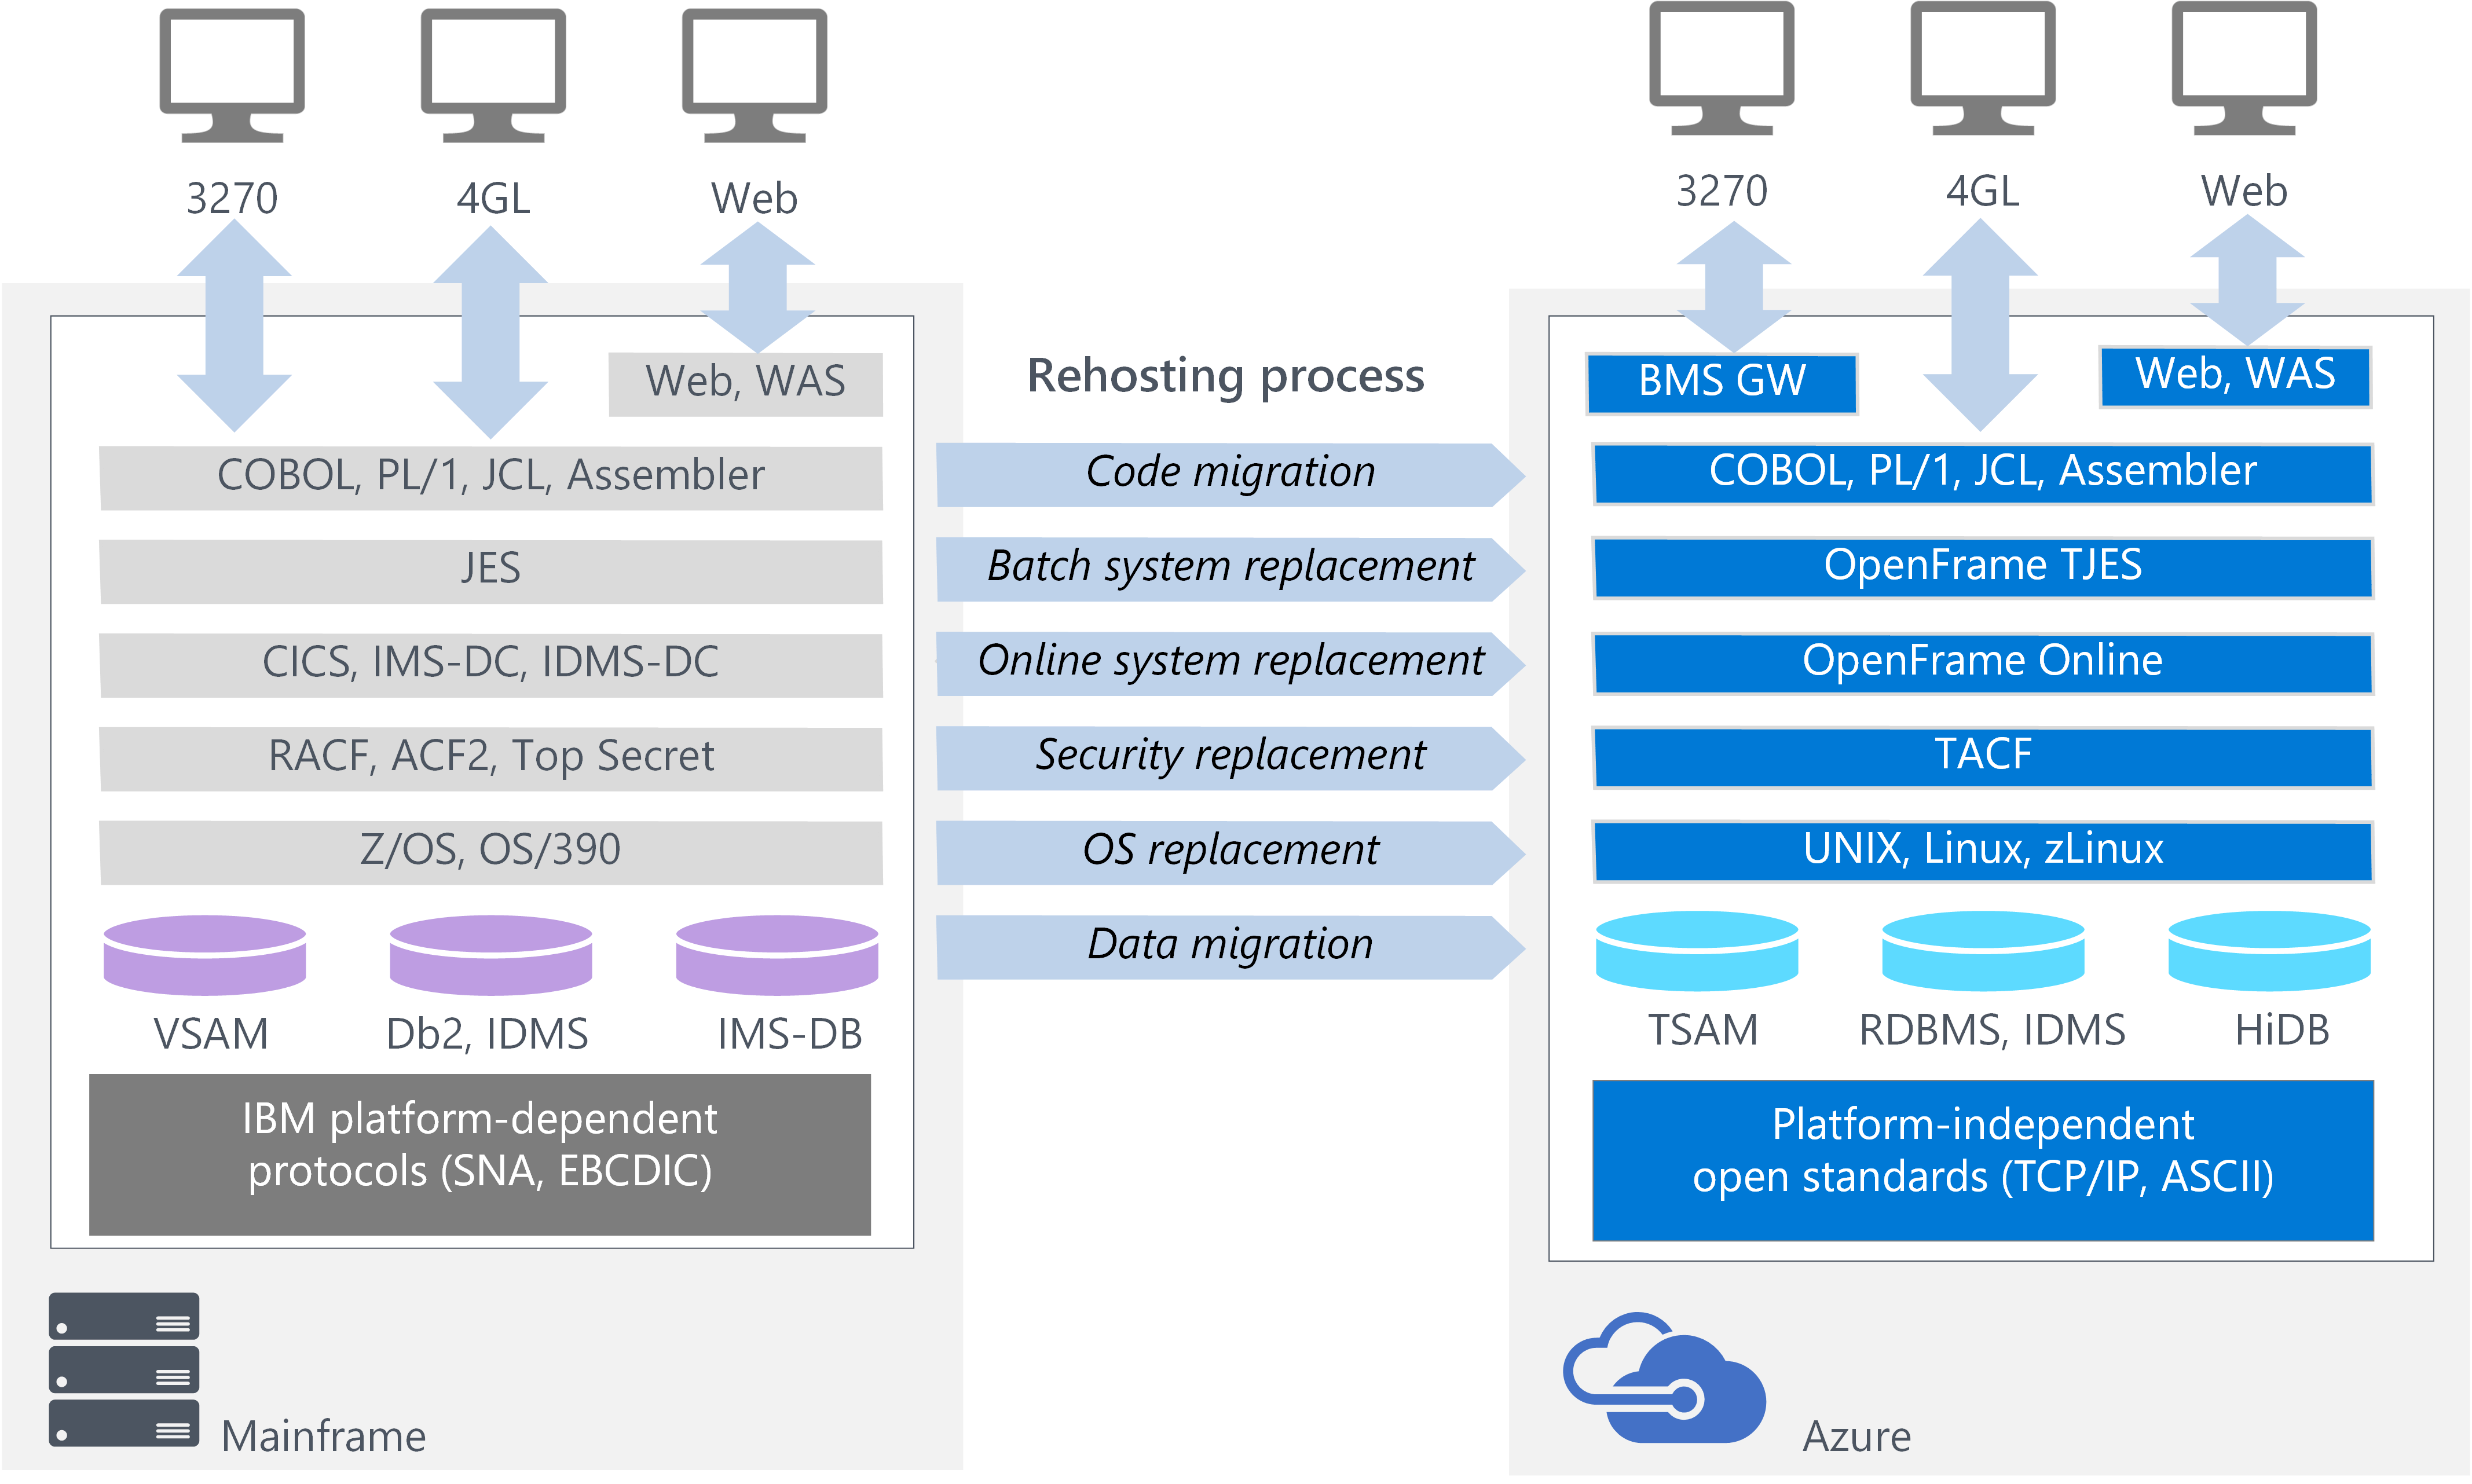 3270
4GL
Web
3270
4GL
Web
Web, WAS
Rehosting process
BMS GW
Web, WAS
COBOL, PL/1, JCL, Assembler
Code migration
COBOL, PL/1, JCL, Assembler
JES
Batch system replacement
OpenFrame TJES
CICS, IMS-DC, IDMS-DC
Online system replacement
OpenFrame Online
RACF, ACF2, Top Secret
Security replacement
TACF
Z/OS, OS/390
OS replacement
UNIX, Linux, zLinux
Data migration
VSAM
Db2, IDMS
IMS-DB
TSAM
RDBMS, IDMS
HiDB
IBM platform-dependent
protocols (SNA, EBCDIC)
Platform-independent
open standards (TCP/IP, ASCII)
Mainframe
Azure